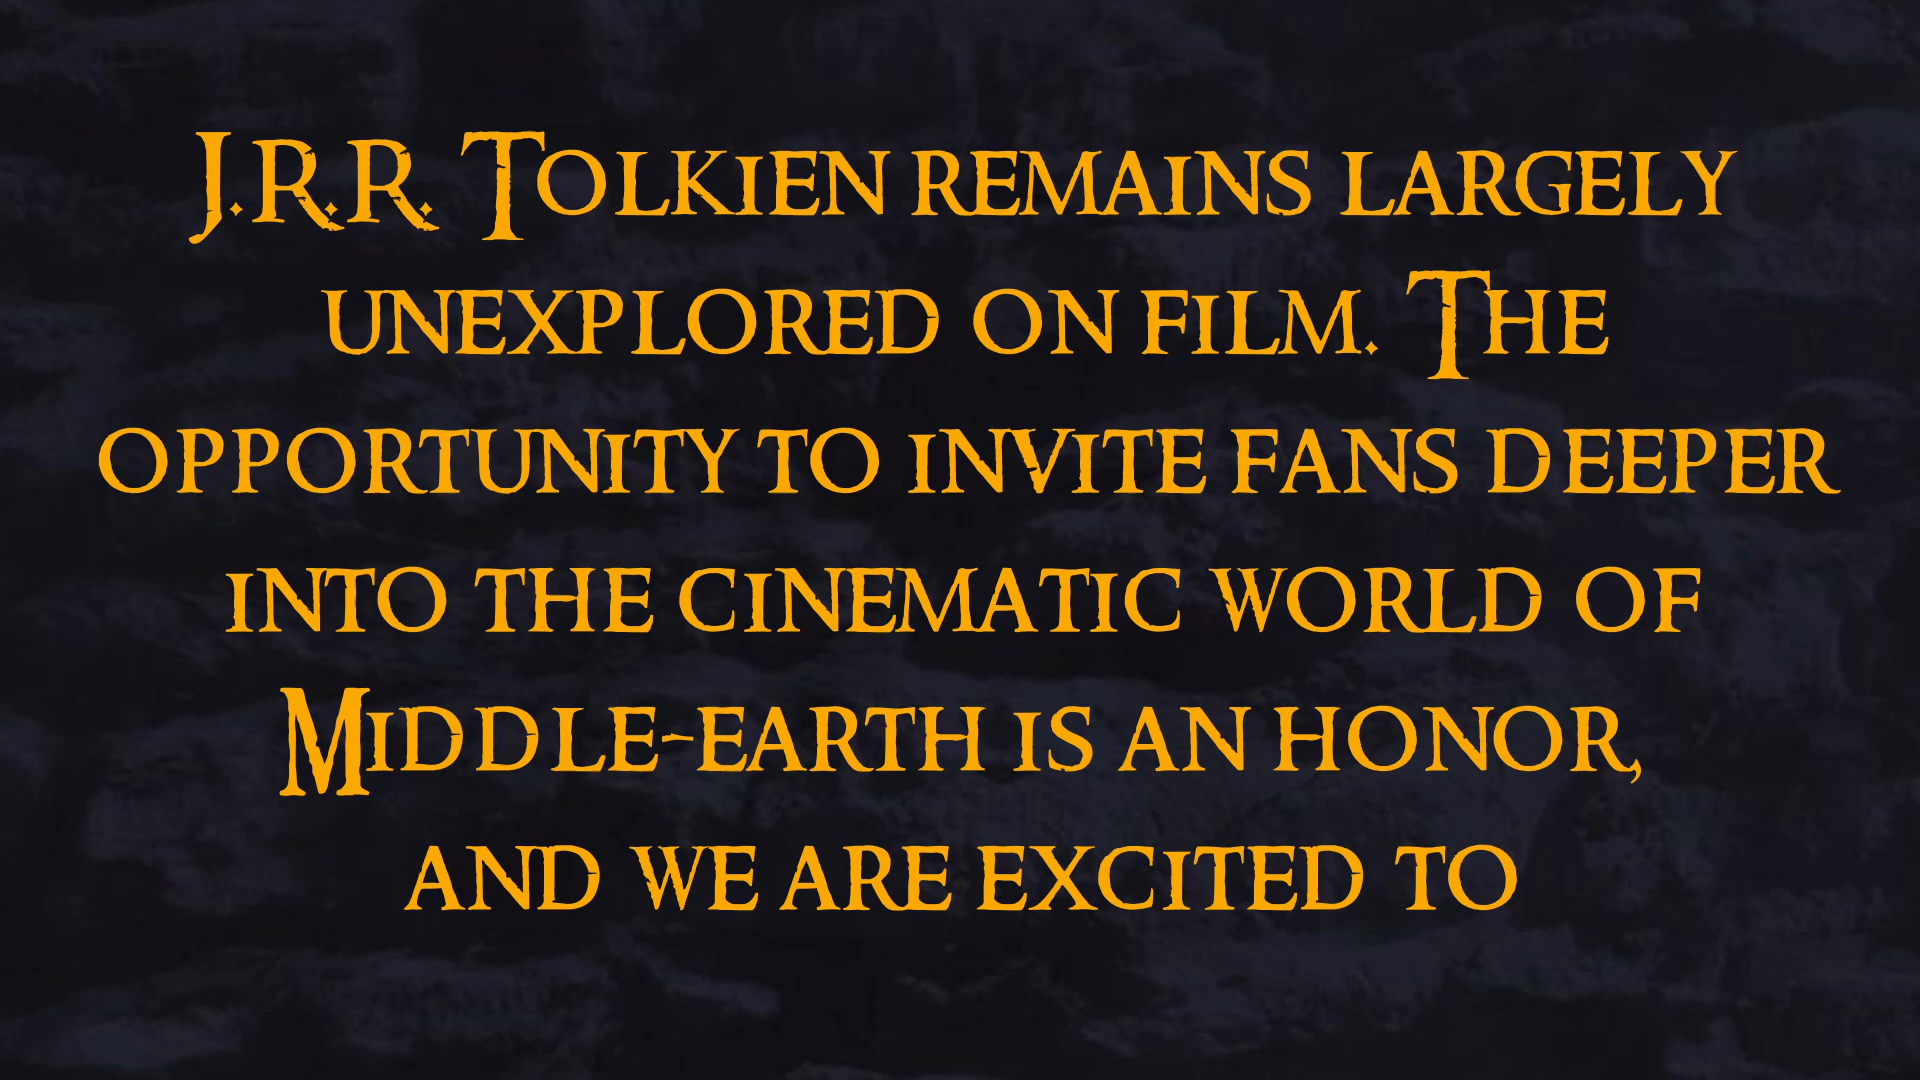 J.R.R. Tolkien remains largely
unexplored on film. The
opportunity to invite fans deeper
into the cinematic world of
Middle-earth is an honor,
and we are excited to